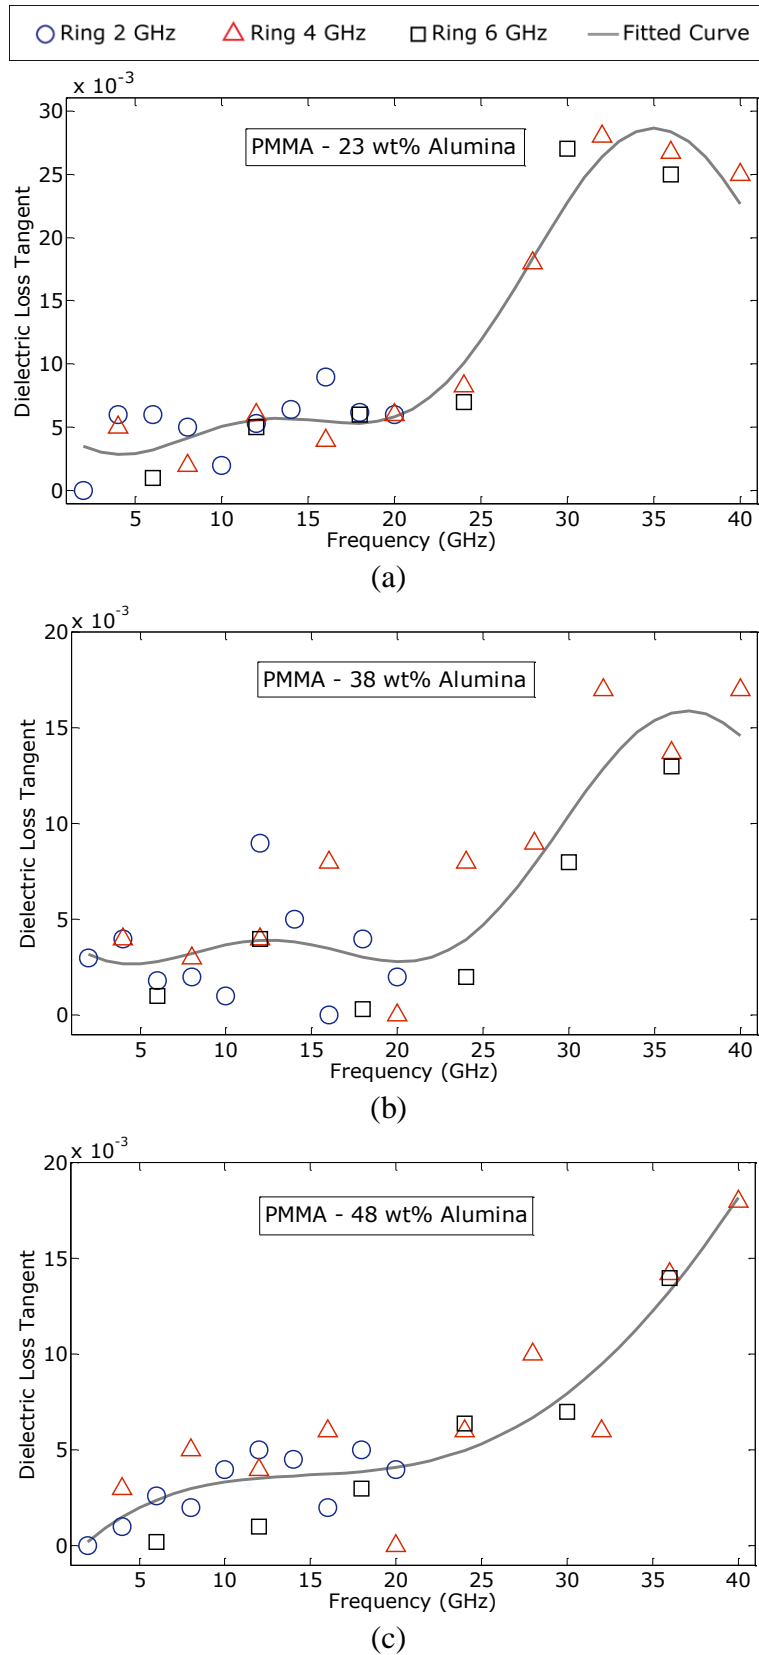 Ring 2 GHz Ring 4 GHz Ring 6 GHz Fitted Curve
x 10-3
PMMA - 23 wt% Alumina
Dielectric Loss Tangent
30
25
20
15
10
5
0
5 10 15 20 25 30 35 40
Frequency (GHz)
(a)
x 10-3
PMMA - 38 wt% Alumina
Dielectric Loss Tangent
20
15
10
5
0
5 10 15 20 25 30 35 40
Frequency (GHz)
(b)
x 10-3
PMMA - 48 wt% Alumina
Dielectric Loss Tangent
20
15
10
5
0
5 10 15 20 25 30 35 40
Frequency (GHz)
(c)